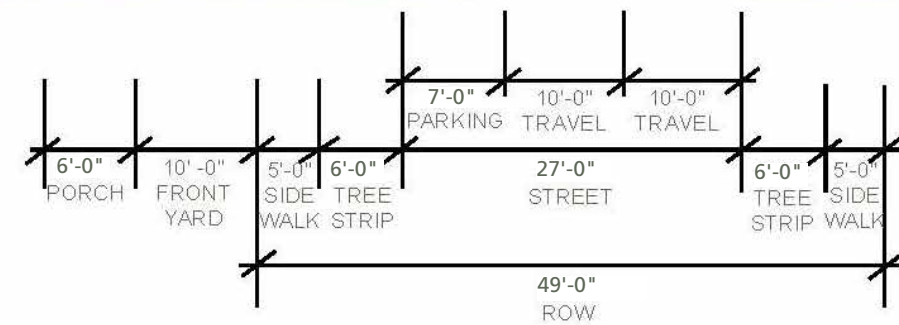 7'-0"
PARKING
10'-0"
TRAVEL
10'-0"
TRAVEL
6'-0"
PORCH
10' -0"
FRONT
YARD
5'-0"
SIDE
WALK
6'-0"
TREE
STRIP
27'-0"
STREET
6'-0"
TREE
STRIP
5'-0"
SIDE
WALK
49'-0"
ROW